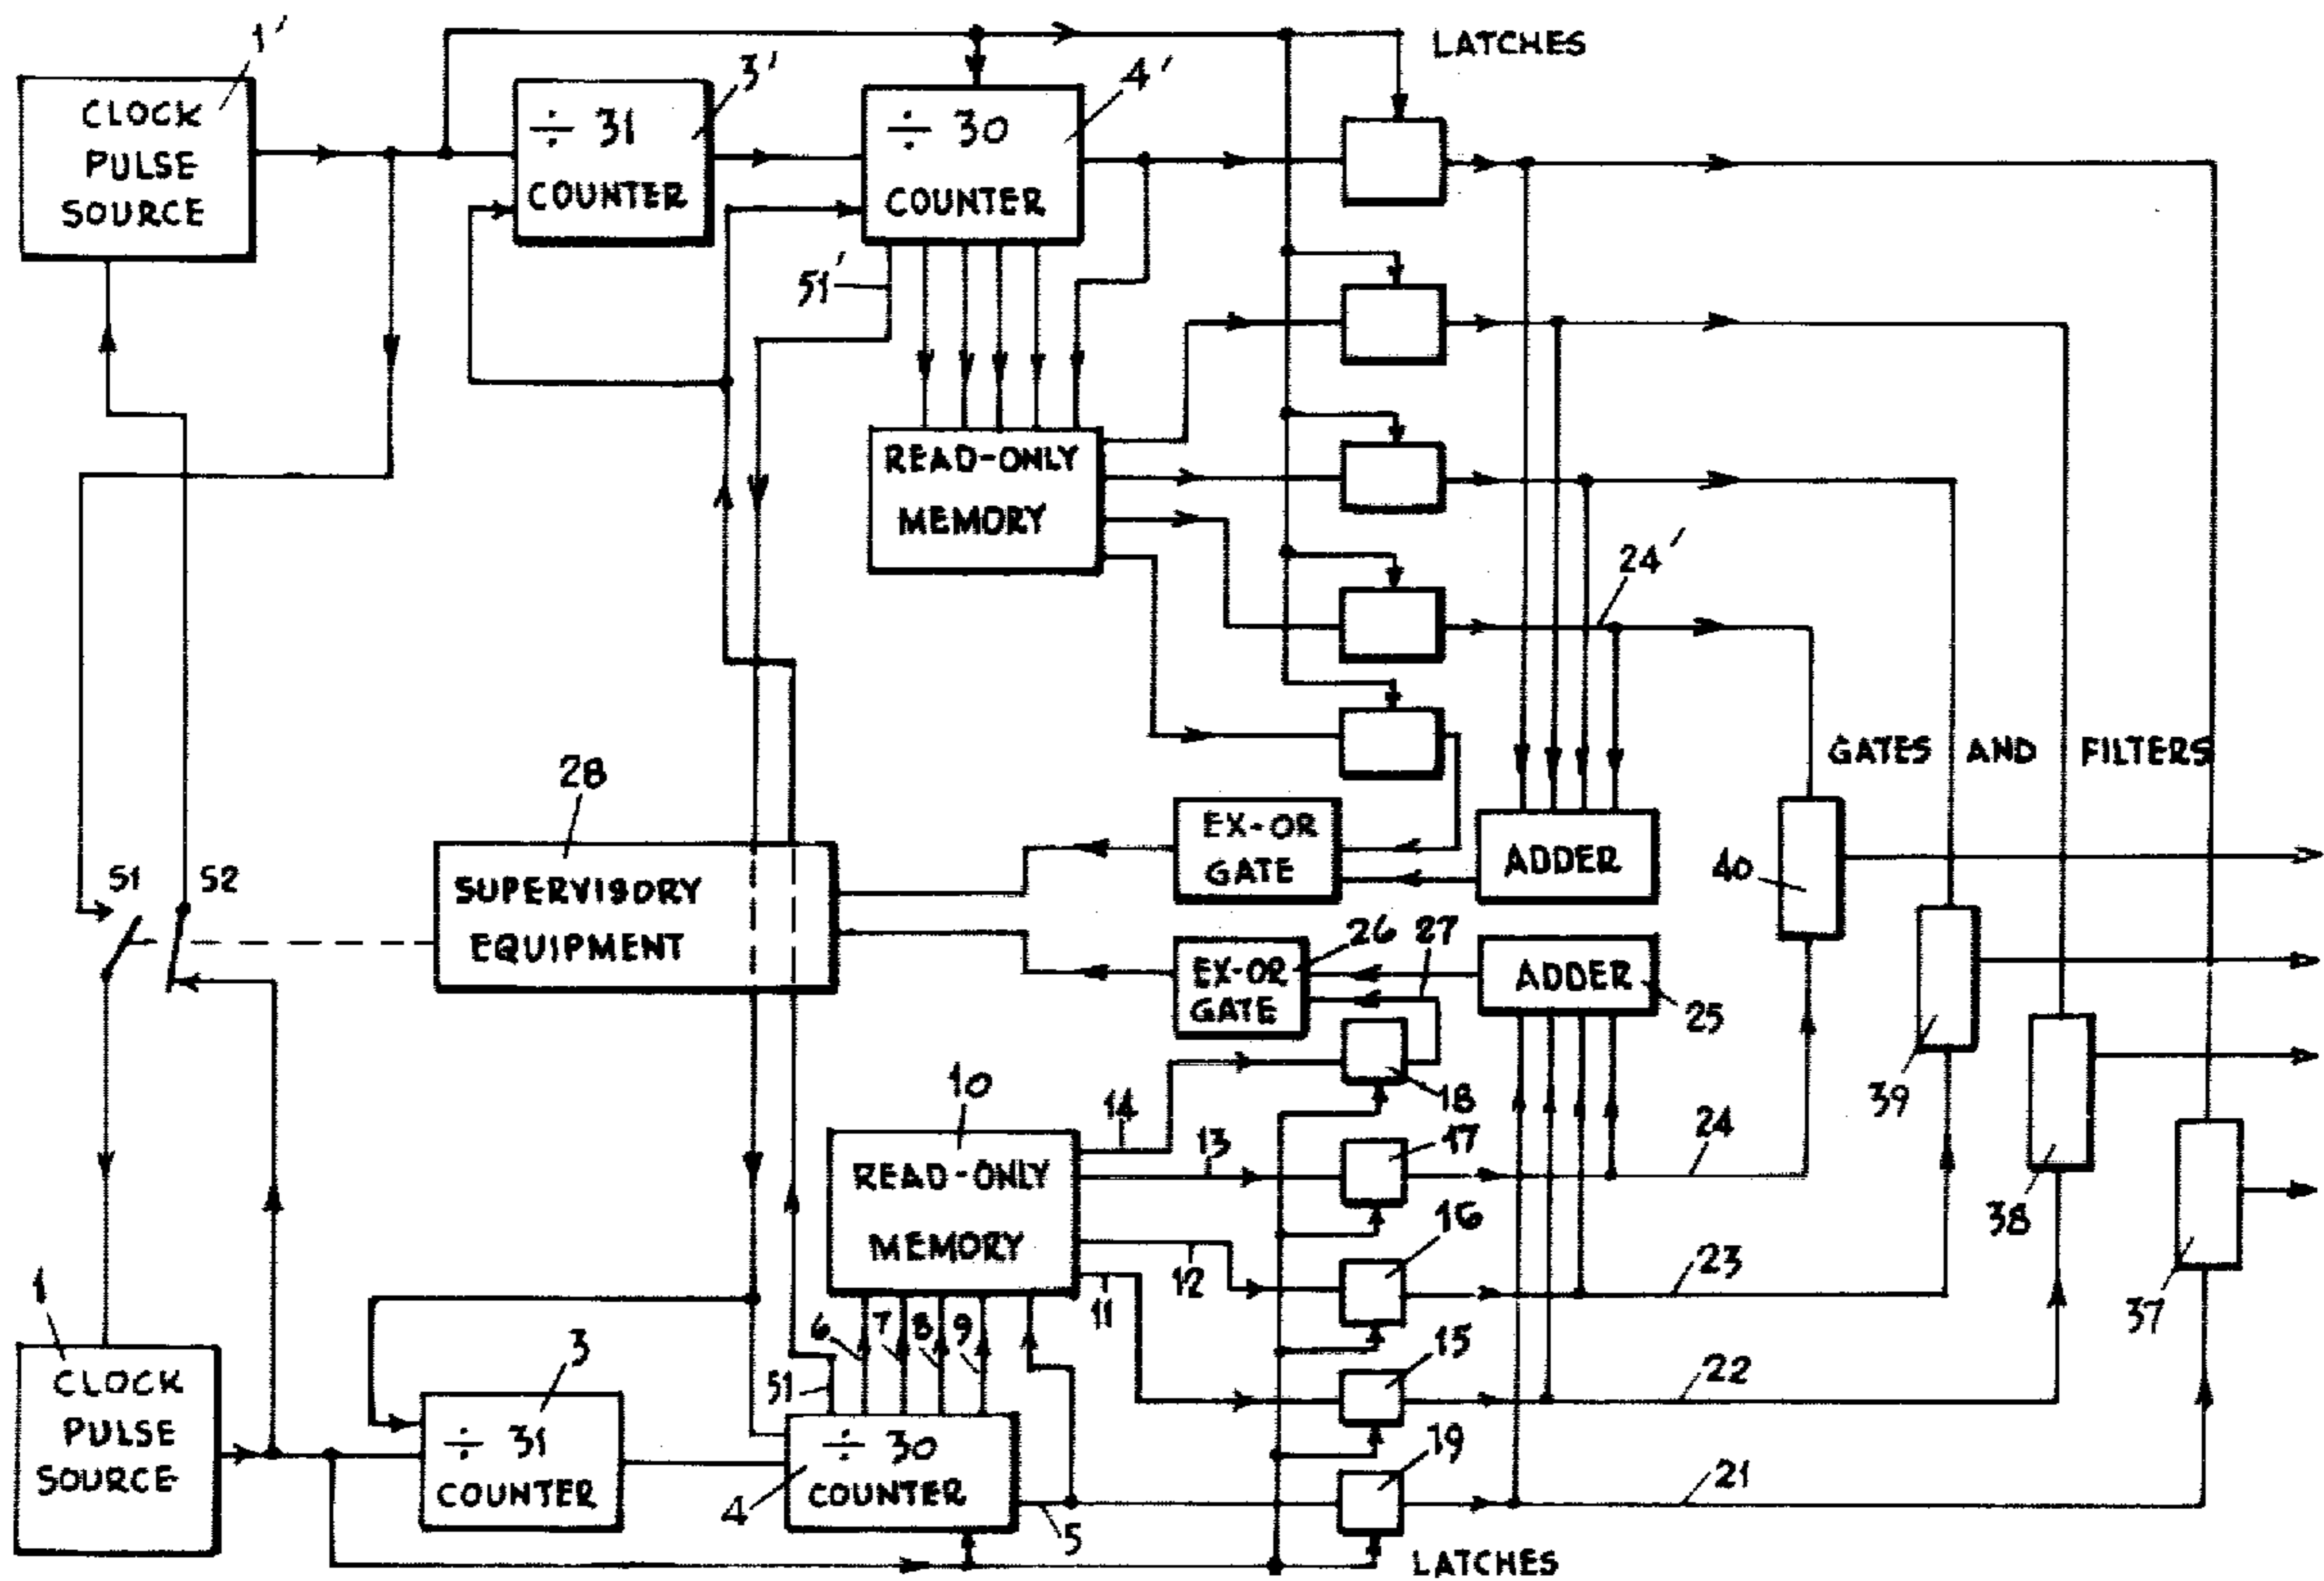 1'
LATCHES
CLOCK
PULSE
SOURCE
÷ 31
COUNTER
3'
÷ 30
COUNTER
4'
51'
READ-ONLY
MEMORY
24'
GATES AND FILTERS
28
SUPERVISORY
EQUIPMENT
S1
S2
EX-OR
GATE
ADDER
40
EX-OR
GATE
26
27
ADDER
25
39
38
37
10
READ-ONLY
MEMORY
14
13
12
11
18
17
16
15
19
24
23
22
21
6
7
8
9
51
1
CLOCK
PULSE
SOURCE
3
÷ 31
COUNTER
4
÷ 30
COUNTER
5
LATCHES